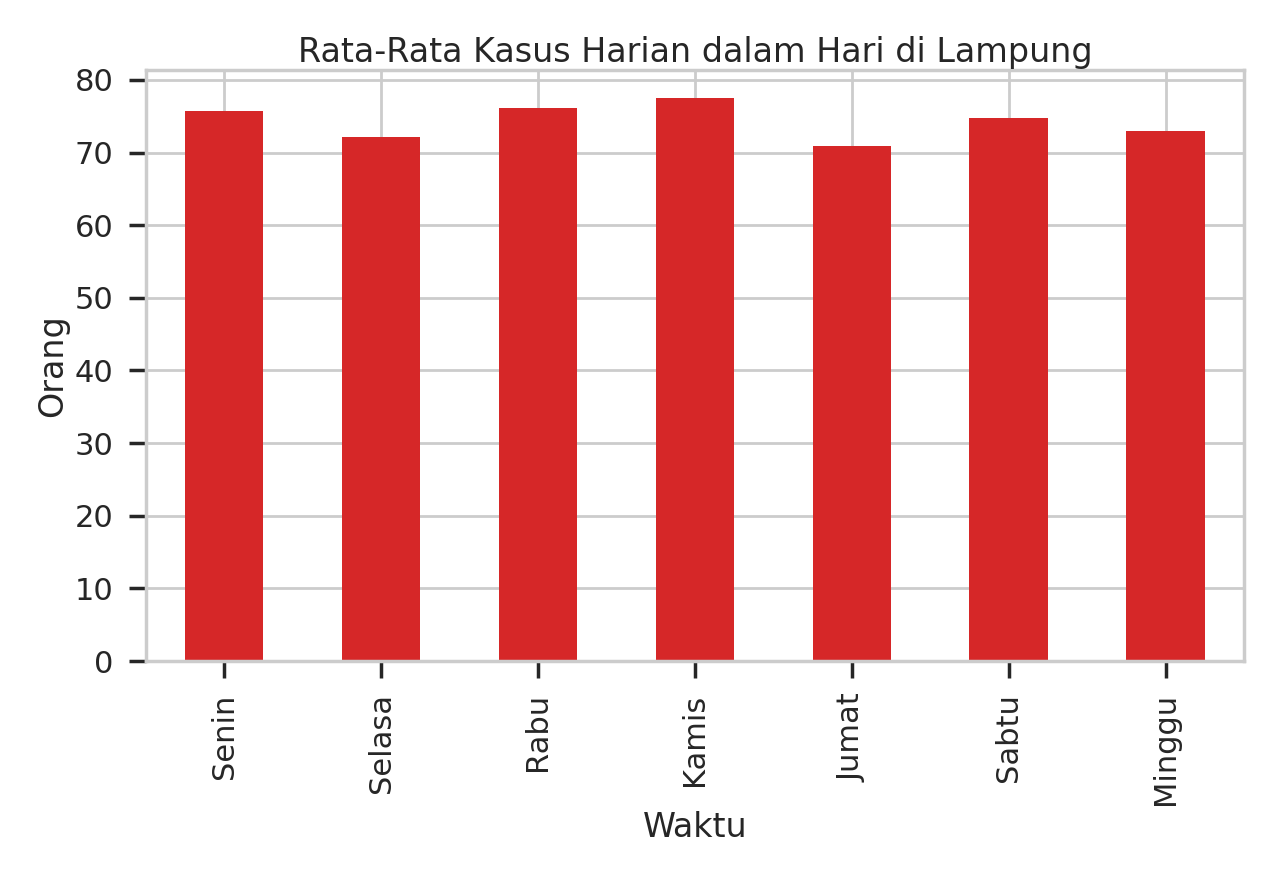 Rata-Rata Kasus Harian dalam Hari di Lampung
80
70
60
50
40
30
20
10
0
Orang
Senin
Selasa
Rabu
Kamis
Jumat
Sabtu
Minggu
Waktu